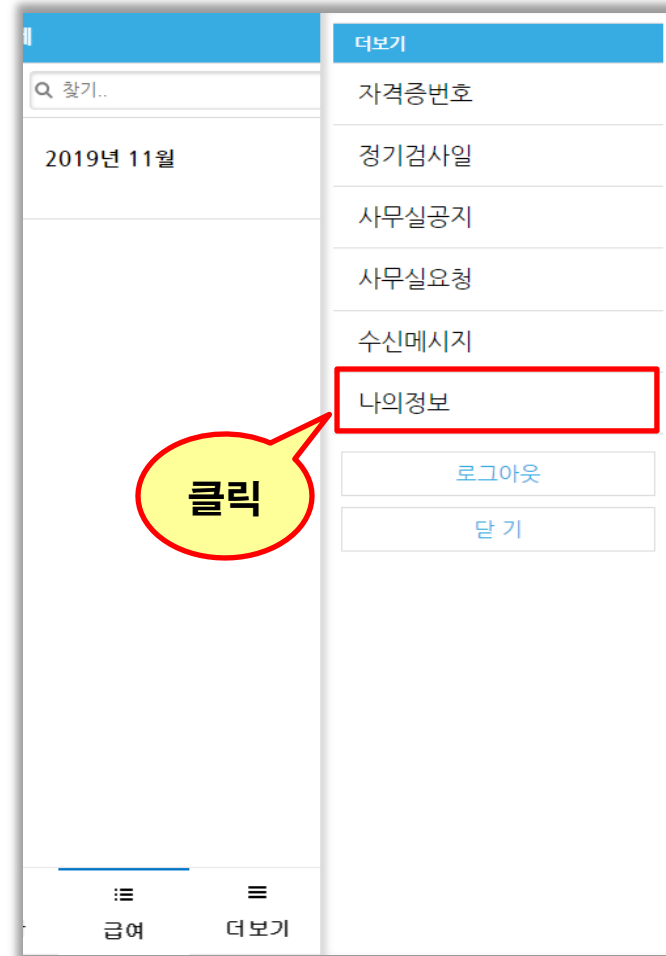 더보기
찾기..
자격증번호
2019년 11월
정기검사일
사무실공지
사무실요청
수신메시지
나의정보
클릭
로그아웃
닫 기
급여
더보기